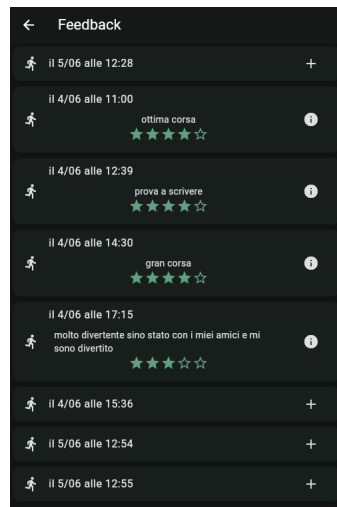 Feedback
il 5/06 alle 12:28
il 4/06 alle 11:00
ottima corsa
il 4/06 alle 12:39
prova a scrivere
il 4/06 alle 14:30
gran corsa
il 4/06 alle 17:15
molto divertente sino stato con i miei amici e mi
sono divertito
il 4/06 alle 15:36
il 5/06 alle 12:54
il 5/06 alle 12:55